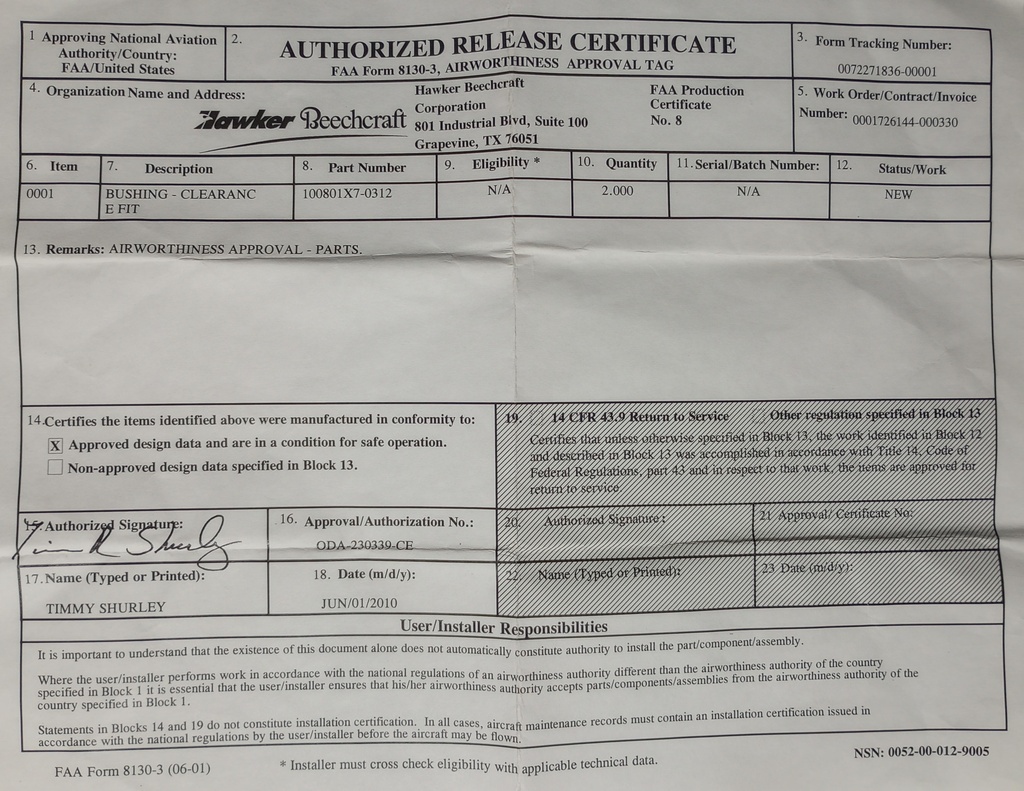 1 Approving National Aviation
Authority/Country:
FAA/United States
2.
AUTHORIZED RELEASE CERTIFICATE
FAA Form 8130-3, AIRWORTHINESS APPROVAL TAG
3. Form Tracking Number:
0072271836-00001
4. Organization Name and Address:
Hawker Beechcraft
Hawker Beechcraft
Corporation
801 Industrial Blvd, Suite 100
Grapevine, TX 76051
FAA Production
Certificate
No. 8
5. Work Order/Contract/Invoice
Number: 0001726144-000330
6. Item
7. Description
8. Part Number
9. Eligibility *
10. Quantity
11. Serial/Batch Number:
12. Status/Work
0001
BUSHING - CLEARANC
E FIT
100801X7-0312
N/A
2.000
N/A
NEW
13. Remarks: AIRWORTHINESS APPROVAL - PARTS.
14. Certifies the items identified above were manufactured in conformity to:
X Approved design data and are in a condition for safe operation.
Non-approved design data specified in Block 13.
19. 14 CFR 43.9 Return to Service Other regulation specified in Block 13
Certifies that unless otherwise specified in Block 13, the work identified in Block 12
and described in Block 13 was accomplished in accordance with Title 14, Code of
Federal Regulations, part 43 and in respect to that work, the items are approved for
return to service.
15. Authorized Signature:
Tim R Shurley
16. Approval/Authorization No.:
ODA-230339-CE
20. Authorized Signature:
21 Approval/ Certificate No:
17. Name (Typed or Printed):
TIMMY SHURLEY
18. Date (m/d/y):
JUN/01/2010
22. Name (Typed or Printed):
23 Date (m/d/y):
User/Installer Responsibilities
It is important to understand that the existence of this document alone does not automatically constitute authority to install the part/component/assembly.
Where the user/installer performs work in accordance with the national regulations of an airworthiness authority different than the airworthiness authority of the country
specified in Block 1 it is essential that the user/installer ensures that his/her airworthiness authority accepts parts/components/assemblies from the airworthiness authority of the
country specified in Block 1.
Statements in Blocks 14 and 19 do not constitute installation certification. In all cases, aircraft maintenance records must contain an installation certification issued in
accordance with the national regulations by the user/installer before the aircraft may be flown.
FAA Form 8130-3 (06-01)
* Installer must cross check eligibility with applicable technical data.
NSN: 0052-00-012-9005